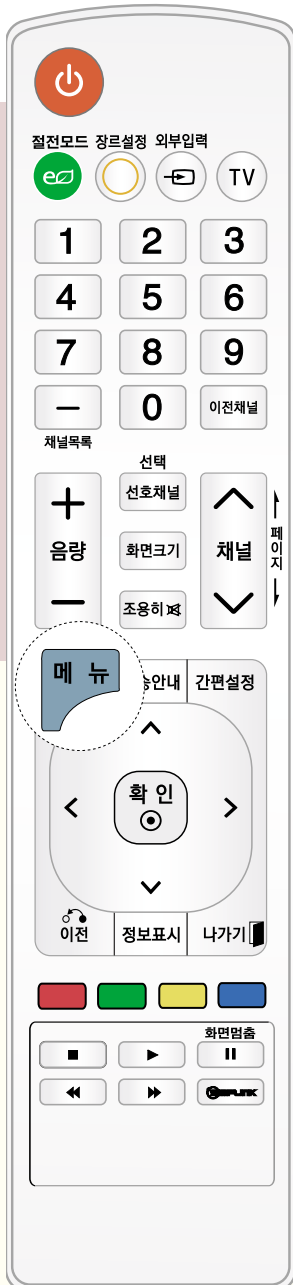 절전모드 장르설정 외부입력
TV
1 2 3
4 5 6
7 8 9
0 이전채널
채널목록
선택
선호채널
음량 화면크기 채널 페이지
조용히
메뉴 간편설정
확인
이전 정보표시 나가기
화면멈춤